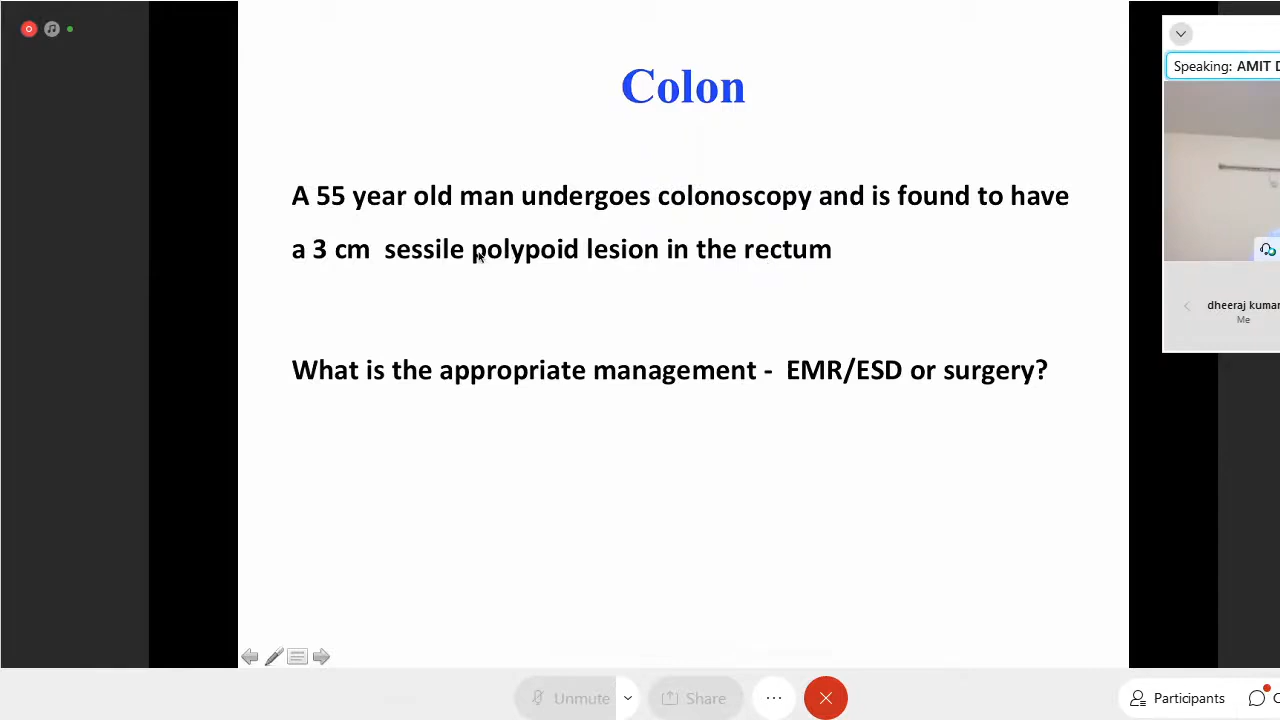 Colon
A 55 year old man undergoes colonoscopy and is found to have
a 3 cm sessile polypoid lesion in the rectum
What is the appropriate management - EMR/ESD or surgery?
Speaking: AMIT D
dheeraj kumar
Me
Unmute
Share
Participants